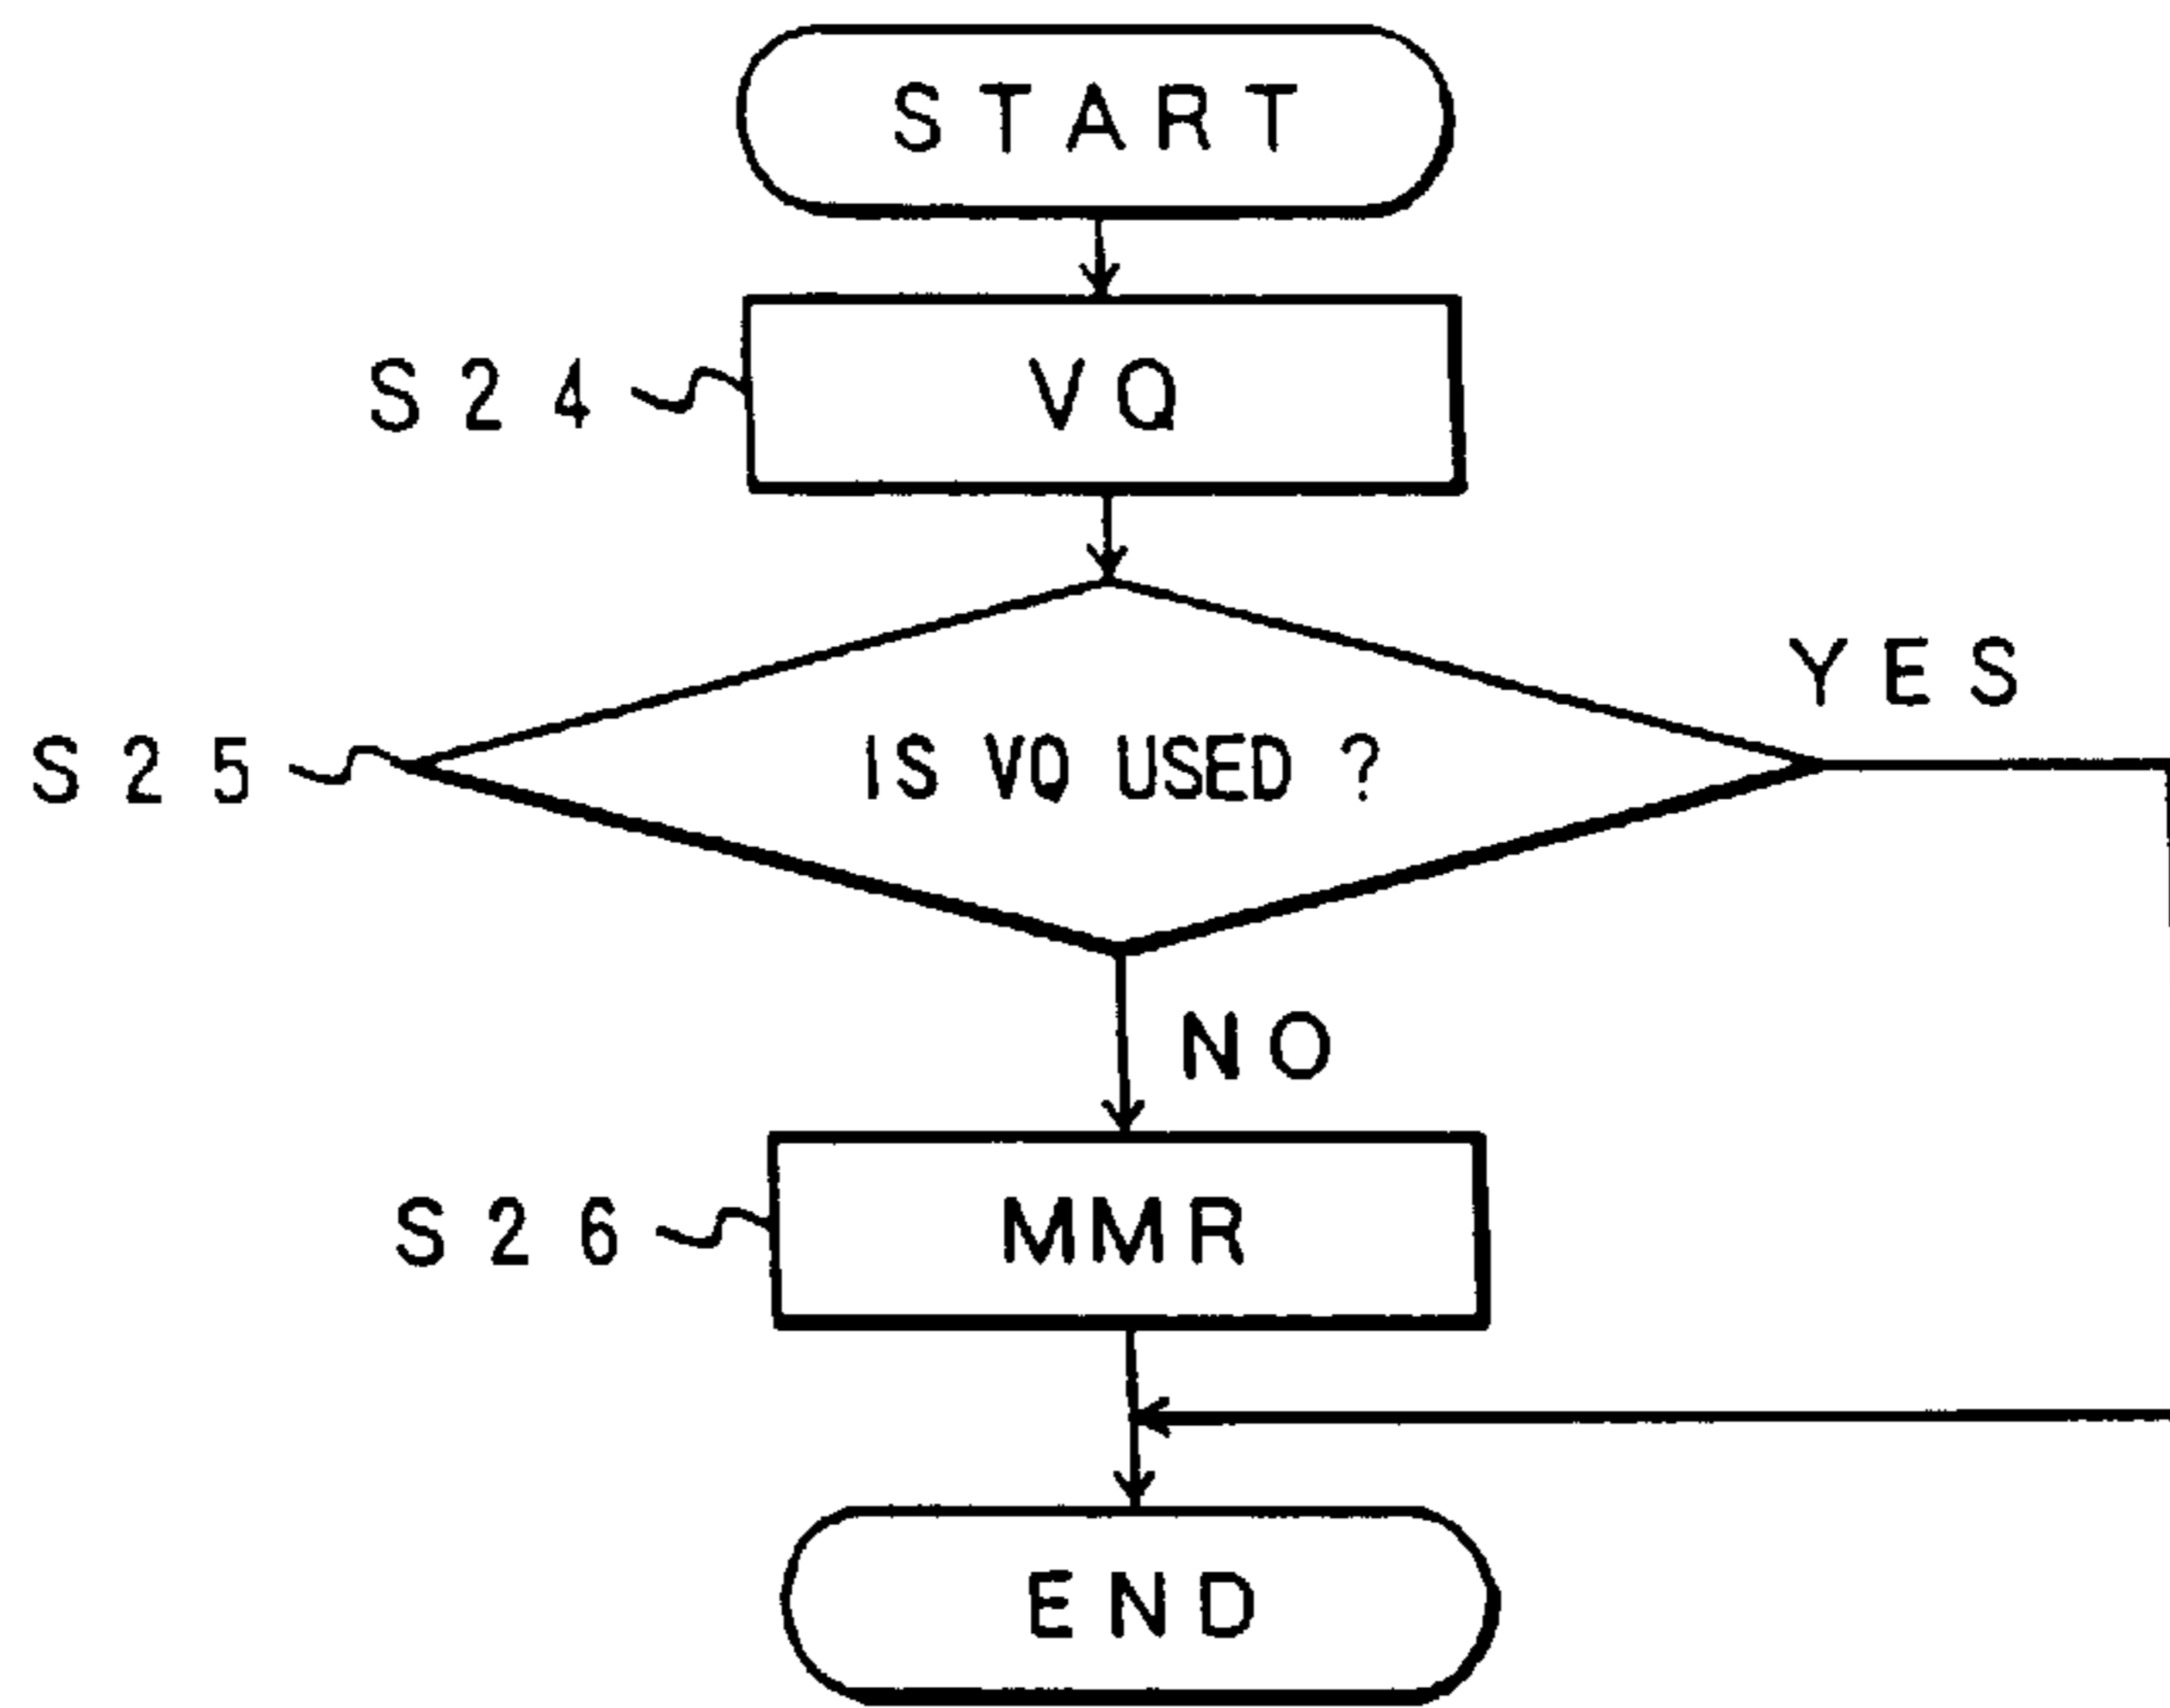 START
S24 VQ
YES
S25 IS VQ USED ?
NO
S26 MMR
END